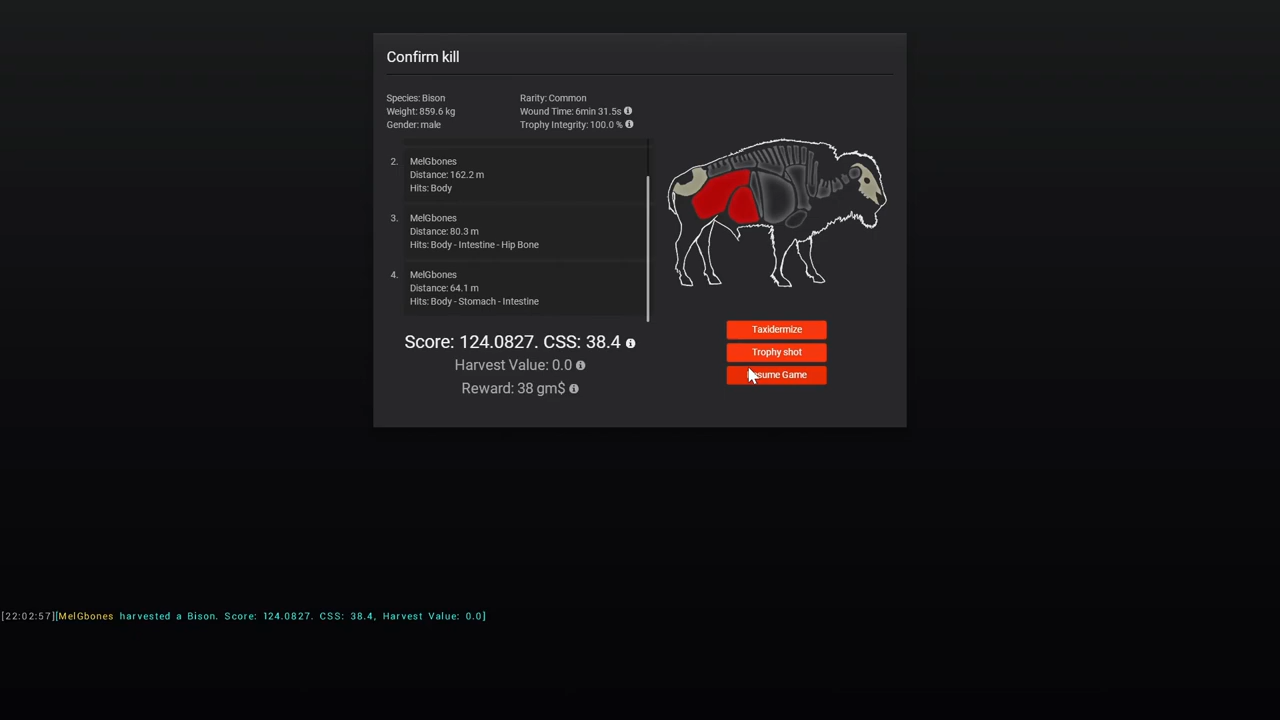 Confirm kill
Species: Bison
Rarity: Common
Weight: 859.6 kg
Wound Time: 6min 31.5s
Gender: male
Trophy Integrity: 100.0 %
2. MelGbones
Distance: 162.2 m
Hits: Body
3. MelGbones
Distance: 80.3 m
Hits: Body - Intestine - Hip Bone
4. MelGbones
Distance: 64.1 m
Hits: Body - Stomach - Intestine
Score: 124.0827. CSS: 38.4
Harvest Value: 0.0
Reward: 38 gm$
Taxidermize
Trophy shot
sume Game
[22:02:57][MelGbones harvested a Bison. Score: 124.0827. CSS: 38.4, Harvest Value: 0.0]